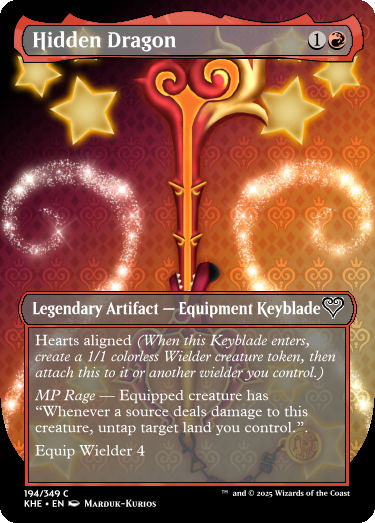 Hidden Dragon 1
Legendary Artifact — Equipment Keyblade
Hearts aligned (When this Keyblade enters,
create a 1/1 colorless Wielder creature token, then
attach this to it or another wielder you control.)
MP Rage — Equipped creature has
“Whenever a source deals damage to this
creature, untap target land you control.”.
Equip Wielder 4
194/349 C
KHE • EN Marduk-Kurios ™ and © 2025 Wizards of the Coast